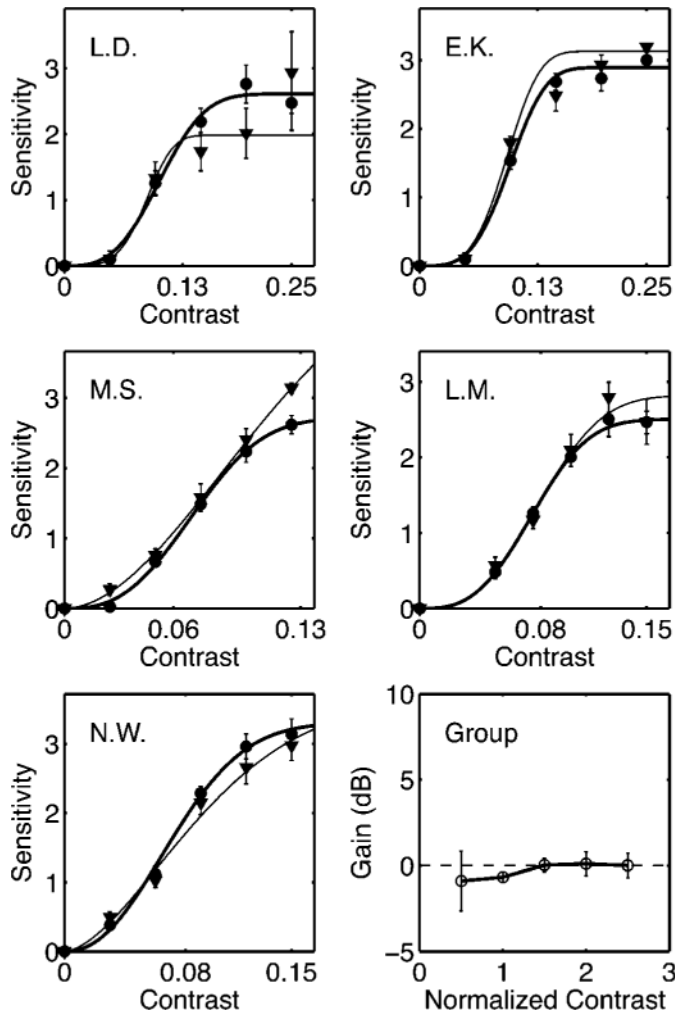 L.D.
Sensitivity
3
2
1
0
0
0.13
0.25
Contrast
E.K.
Sensitivity
3
2
1
0
0
0.13
0.25
Contrast
M.S.
Sensitivity
3
2
1
0
0
0.06
0.13
Contrast
L.M.
Sensitivity
3
2
1
0
0
0.08
0.15
Contrast
N.W.
Sensitivity
3
2
1
0
0
0.08
0.15
Contrast
Group
Gain (dB)
10
5
0
−5
0
1
2
3
Normalized Contrast